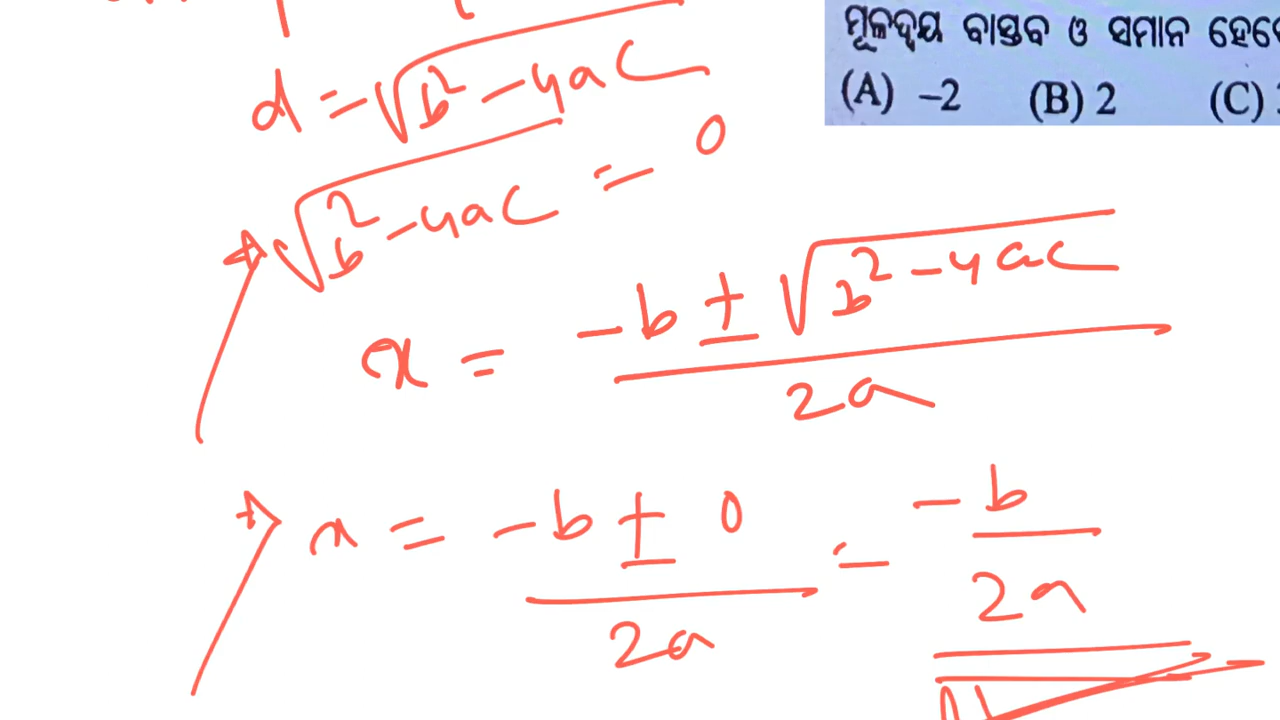 ମୂଳଦ୍ୱୟ ବାସ୍ତବ ଓ ସମାନ
(A) –2 (B) 2 (C)
d = √b² – 4ac
√b² – 4ac = 0
x = –b ± √b² – 4ac / 2a
x = –b ± 0 / 2a = –b / 2a